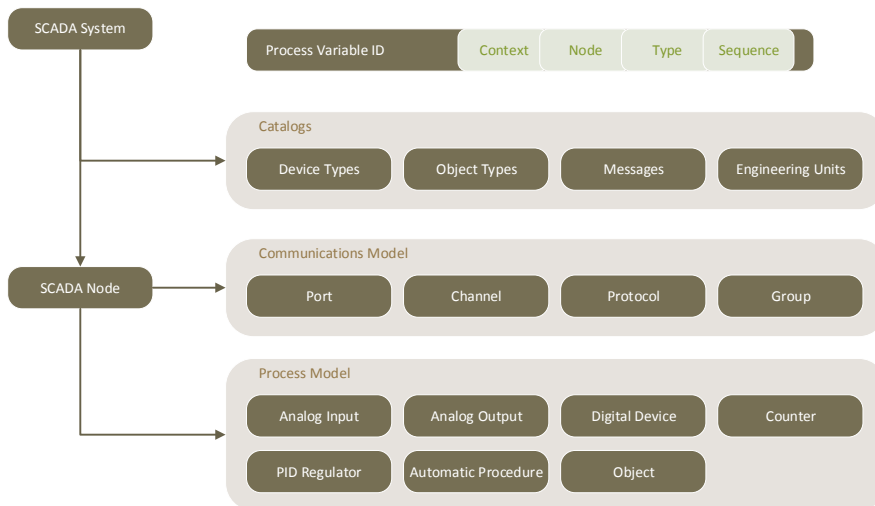 SCADA System
Process Variable ID Context Node Type Sequence
Catalogs
Device Types Object Types Messages Engineering Units
Communications Model
SCADA Node Port Channel Protocol Group
Process Model
Analog Input Analog Output Digital Device Counter
PID Regulator Automatic Procedure Object